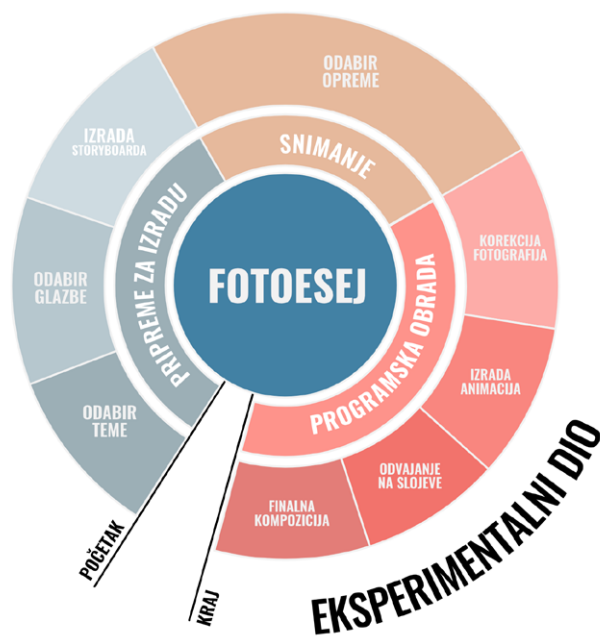 ODABIR
OPREME
IZRADA
STORYBOARDA
SNIMANJE
PRIPREME ZA IZRADU
FOTOESEJ
KOREKCIJA
FOTOGRAFIJA
ODABIR
GLAZBE
PROGRAMSKA OBRADA
IZRADA
ANIMACIJA
ODABIR
TEME
ODVAJANJE
NA SLOJEVE
FINALNA
KOMPOZICIJA
POČETAK
KRAJ
EKSPERIMENTALNI DIO